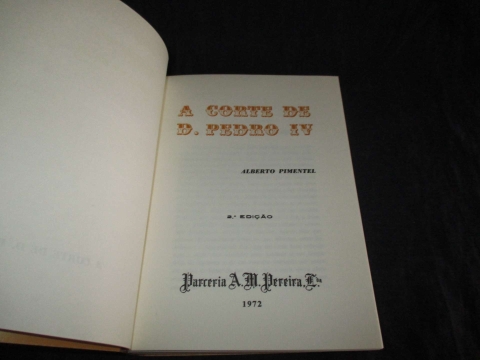 A CORTE DE
D. PEDRO IV
ALBERTO PIMENTEL
2.ª EDIÇÃO
Parceria A. M. Pereira, L.da
1972